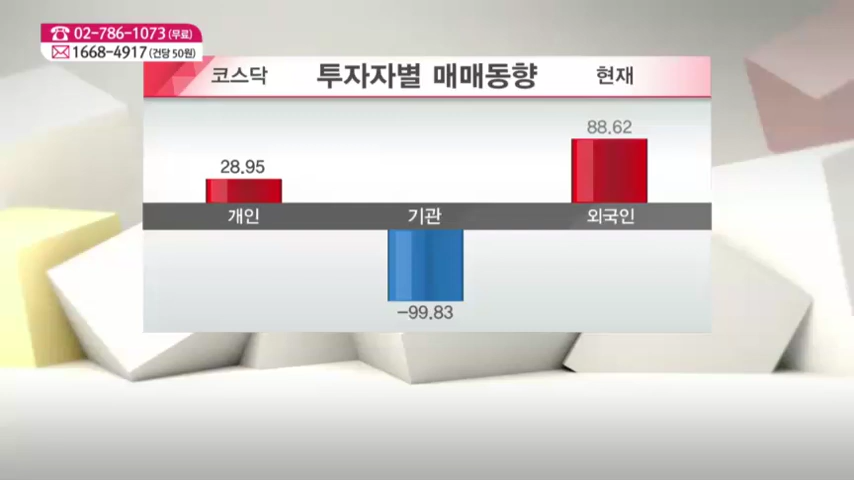 02-786-1073 (무료)
1668-4917 (건당 50원)
코스닥 투자자별 매매동향 현재
28.95 88.62
개인 기관 외국인
-99.83